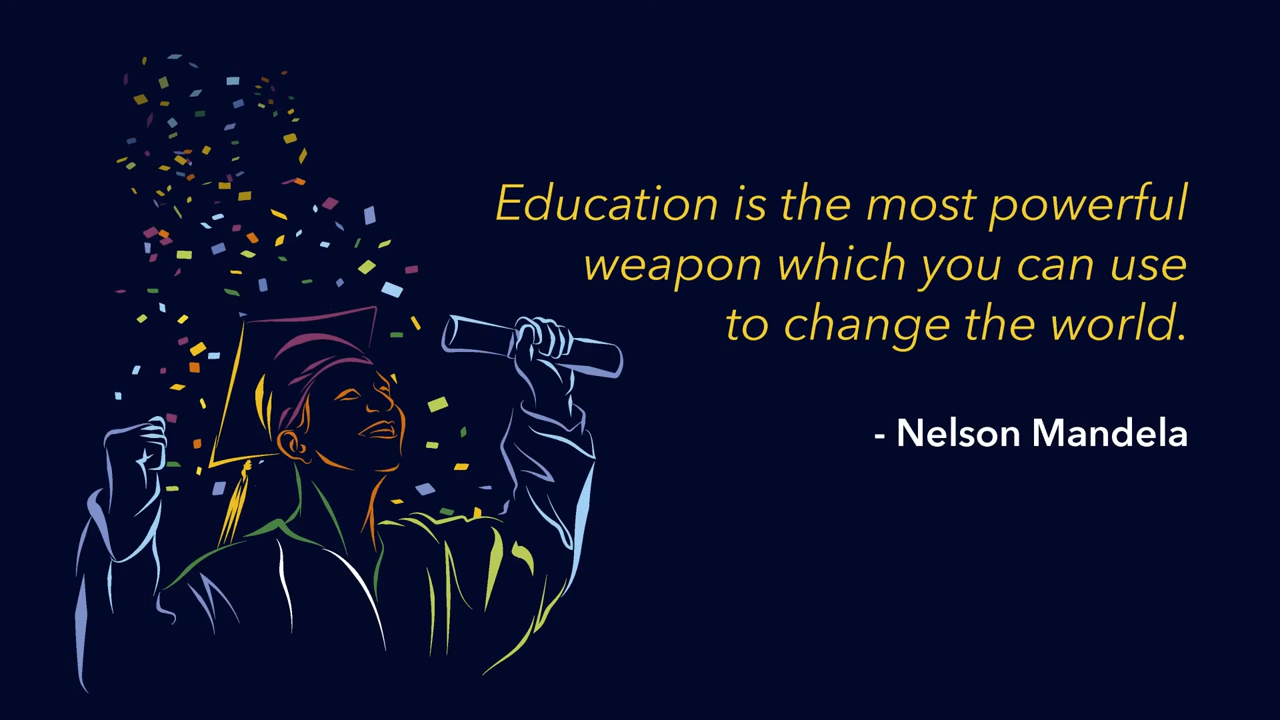 Education is the most powerful
weapon which you can use
to change the world.
- Nelson Mandela